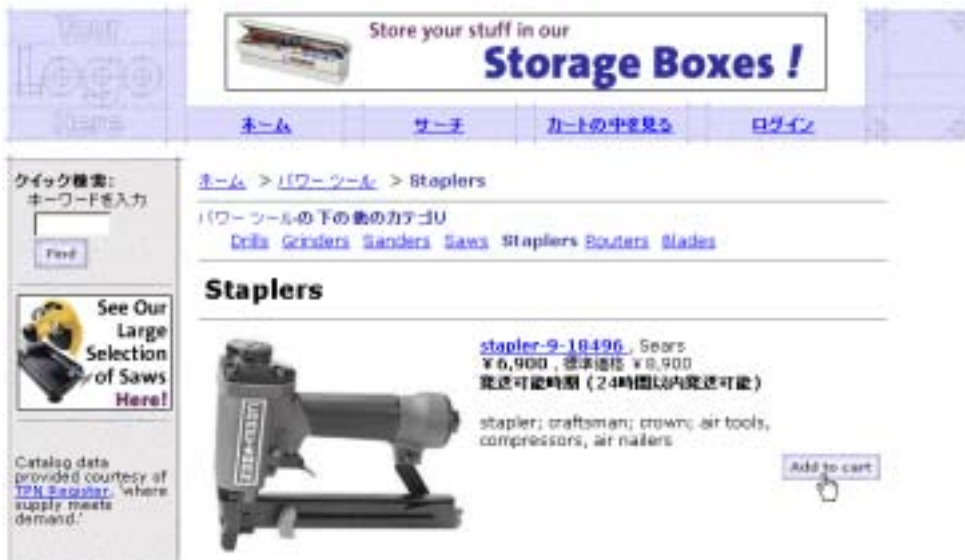 Your
Logo
Here
Store your stuff in our
Storage Boxes !
ホーム サーチ カートの中を見る ログイン
クイック検索:
キーワードを入力
Find
See Our
Large
Selection
of Saws
Here!
Catalog data
provided courtesy of
TPN Register, 'where
supply meets
demand.'
ホーム > パワー ツール > Staplers
パワー ツールの下の他のカテゴリ
Drills Grinders Sanders Saws Staplers Routers Blades
Staplers
CRAFTSMAN
stapler-9-18496 , Sears
¥6,900 , 標準価格 ¥8,900
発送可能時期 (24時間以内発送可能)
stapler; craftsman; crown; air tools,
compressors, air nailers
Add to cart